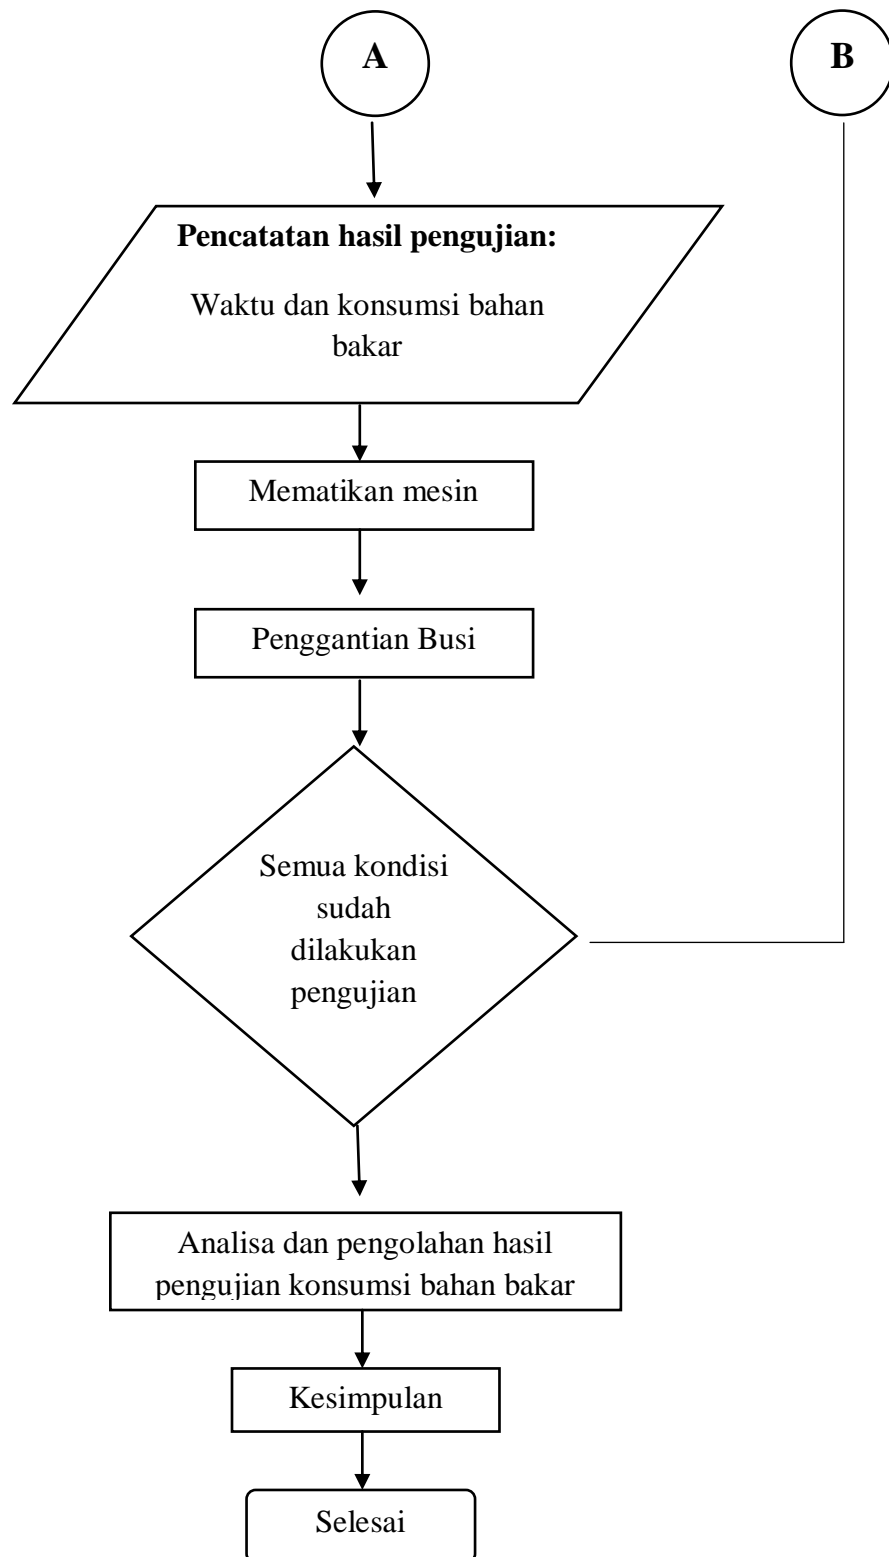 A
B
Pencatatan hasil pengujian:
Waktu dan konsumsi bahan
bakar
Mematikan mesin
Penggantian Busi
Semua kondisi
sudah
dilakukan
pengujian
Analisa dan pengolahan hasil
pengujian konsumsi bahan bakar
Kesimpulan
Selesai